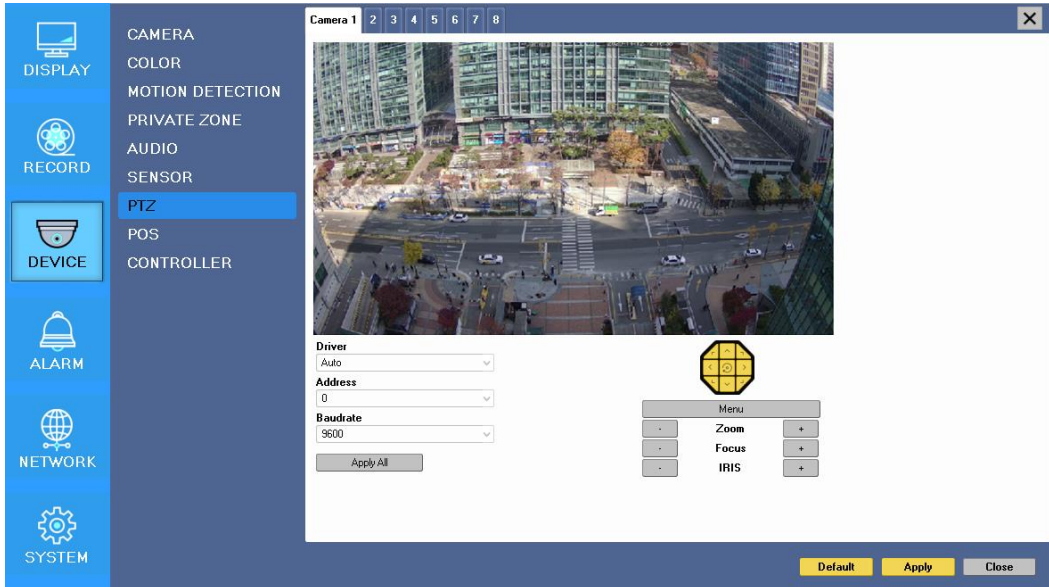 DISPLAY
RECORD
DEVICE
ALARM
NETWORK
SYSTEM
CAMERA
COLOR
MOTION DETECTION
PRIVATE ZONE
AUDIO
SENSOR
PTZ
POS
CONTROLLER
Camera 1 2 3 4 5 6 7 8
Driver
Auto
Address
0
Baudrate
9600
Apply All
Menu
- Zoom +
- Focus +
- IRIS +
Default Apply Close